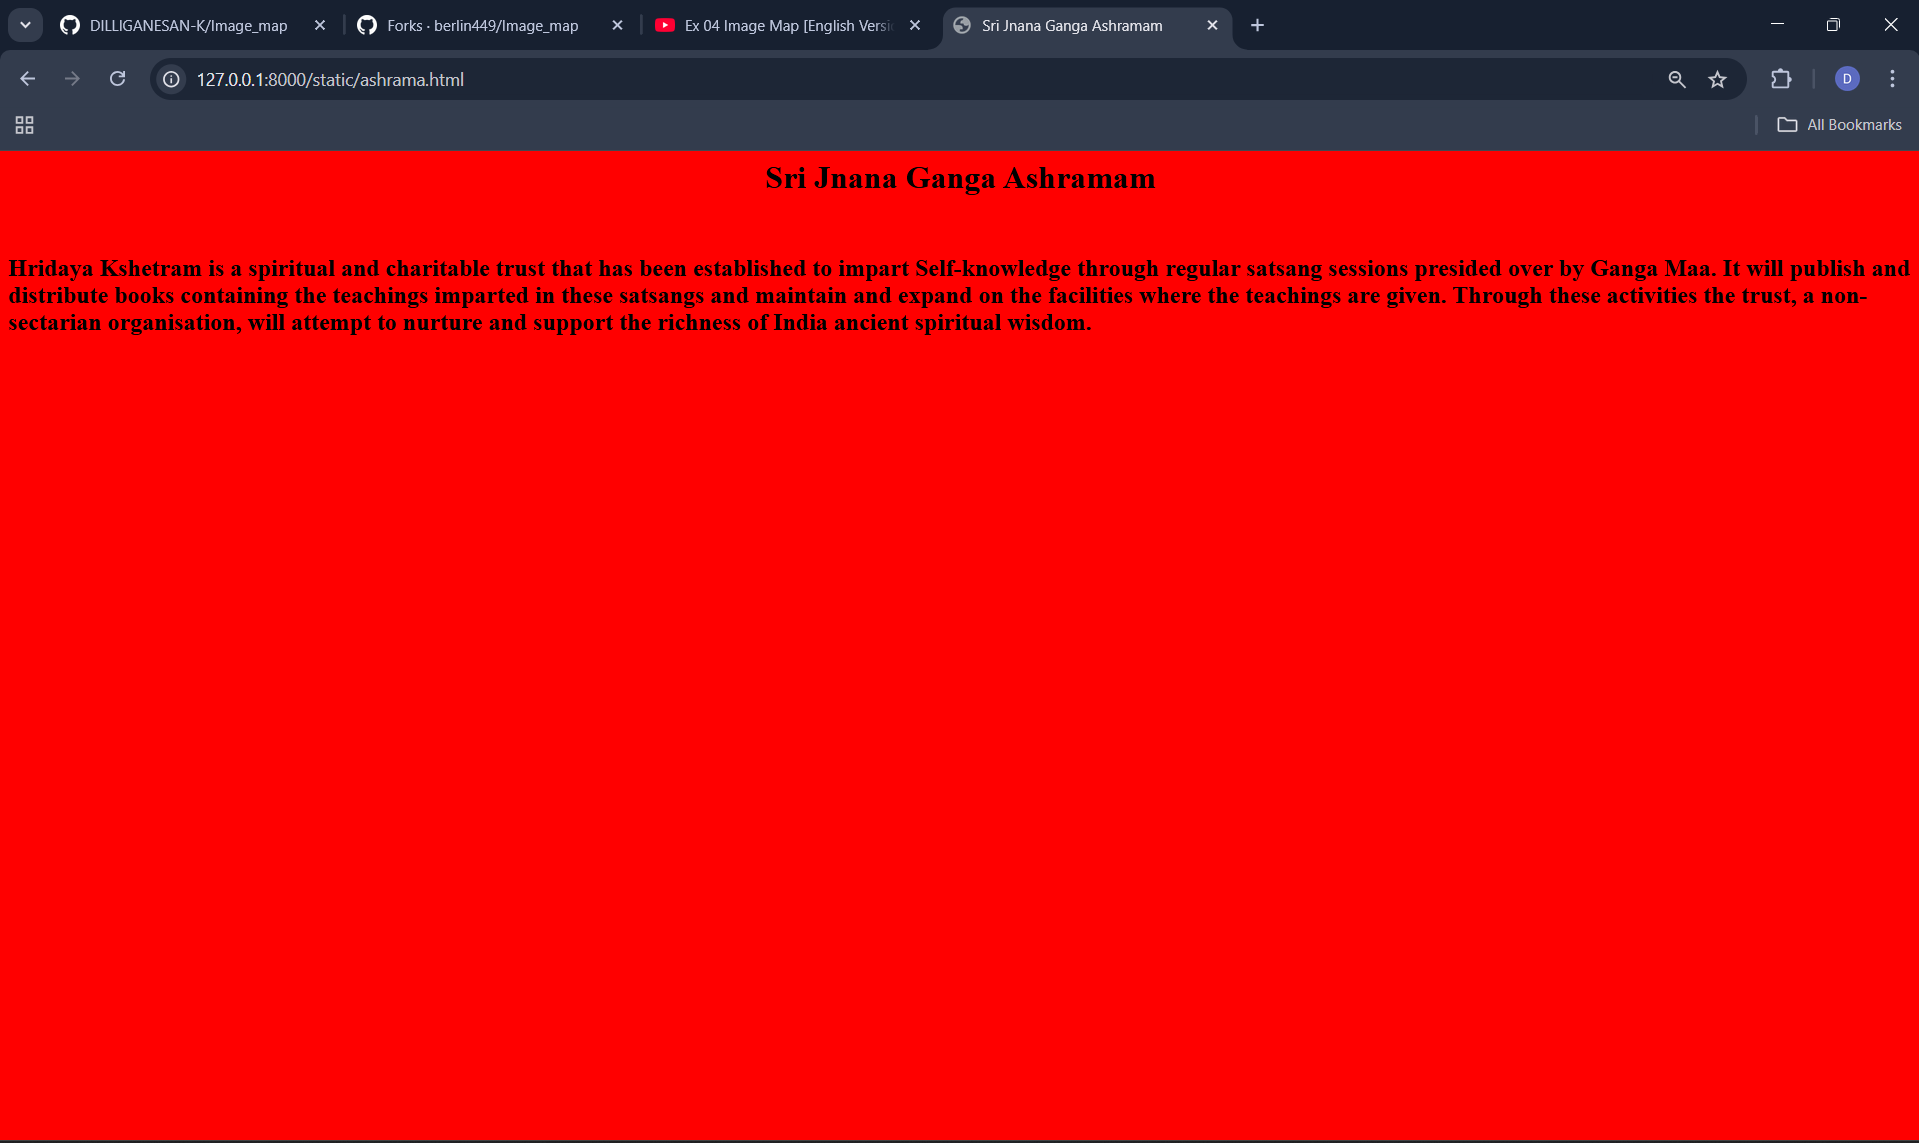 DILLIGANESAN-K/Image_map
Forks · berlin449/Image_map
Ex 04 Image Map [English Versi
Sri Jnana Ganga Ashramam
127.0.0.1:8000/static/ashrama.html
D
All Bookmarks
Sri Jnana Ganga Ashramam
Hridaya Kshetram is a spiritual and charitable trust that has been established to impart Self-knowledge through regular satsang sessions presided over by Ganga Maa. It will publish and
distribute books containing the teachings imparted in these satsangs and maintain and expand on the facilities where the teachings are given. Through these activities the trust, a non-
sectarian organisation, will attempt to nurture and support the richness of India ancient spiritual wisdom.